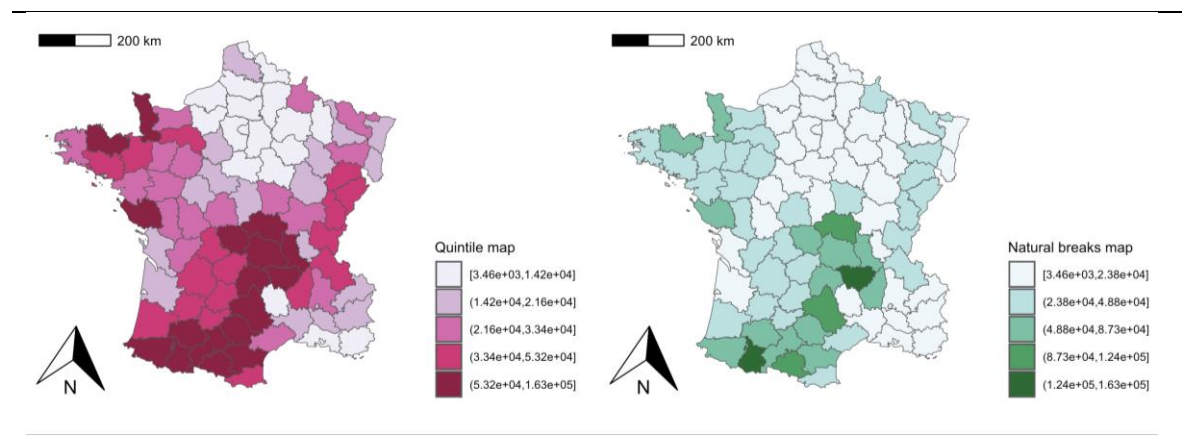 200 km
Quintile map
[3.46e+03,1.42e+04]
(1.42e+04,2.16e+04]
(2.16e+04,3.34e+04]
(3.34e+04,5.32e+04]
(5.32e+04,1.63e+05]
N
200 km
Natural breaks map
[3.46e+03,2.38e+04]
(2.38e+04,4.88e+04]
(4.88e+04,8.73e+04]
(8.73e+04,1.24e+05]
(1.24e+05,1.63e+05]
N